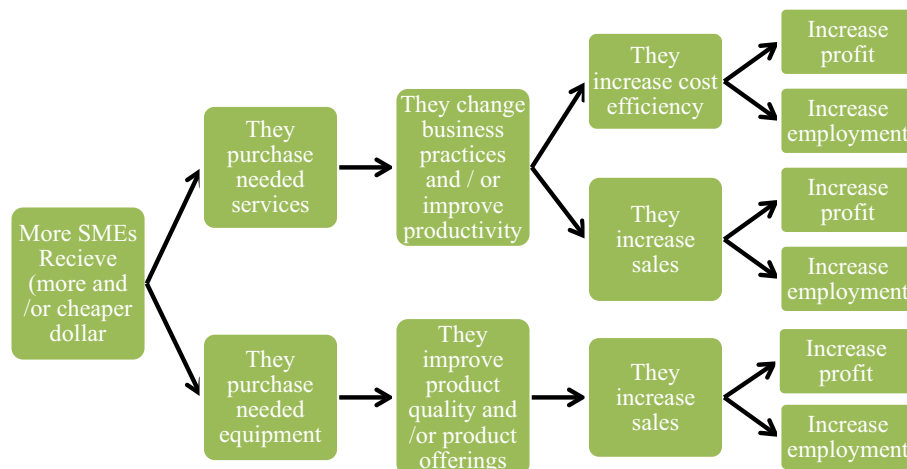 More SMEs
Recieve
(more and
/or cheaper
dollar
They
purchase
needed
services
They
purchase
needed
equipment
They change
business
practices
and / or
improve
productivity
They
improve
product
quality and
/or product
offerings
They
increase cost
efficiency
They
increase
sales
They
increase
sales
Increase
profit
Increase
employment
Increase
profit
Increase
employment
Increase
profit
Increase
employment